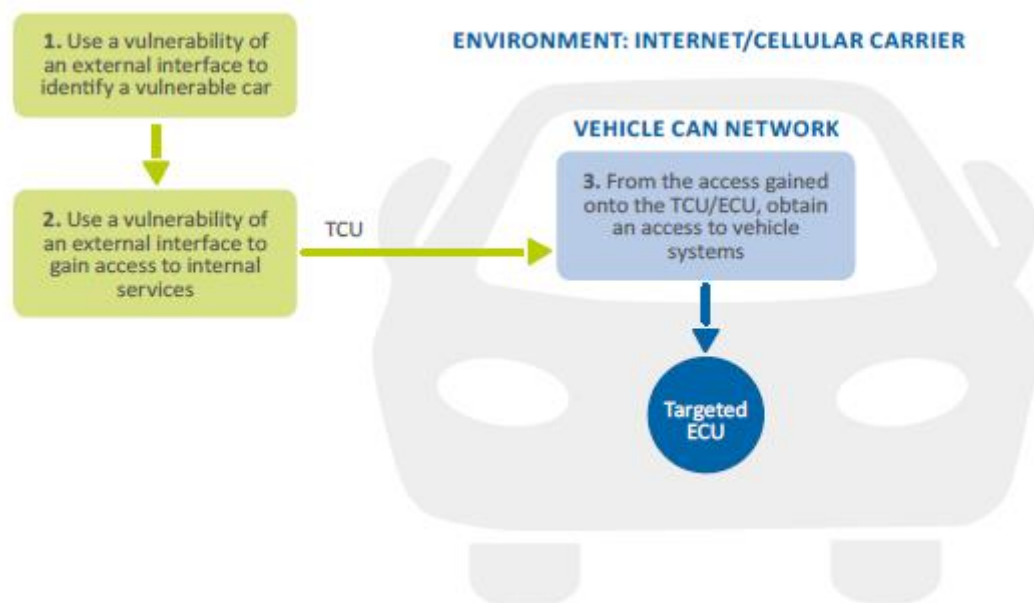 1. Use a vulnerability of
an external interface to
identify a vulnerable car
ENVIRONMENT: INTERNET/CELLULAR CARRIER
VEHICLE CAN NETWORK
2. Use a vulnerability of
an external interface to
gain access to internal
services
TCU
3. From the access gained
onto the TCU/ECU, obtain
an access to vehicle
systems
Targeted
ECU